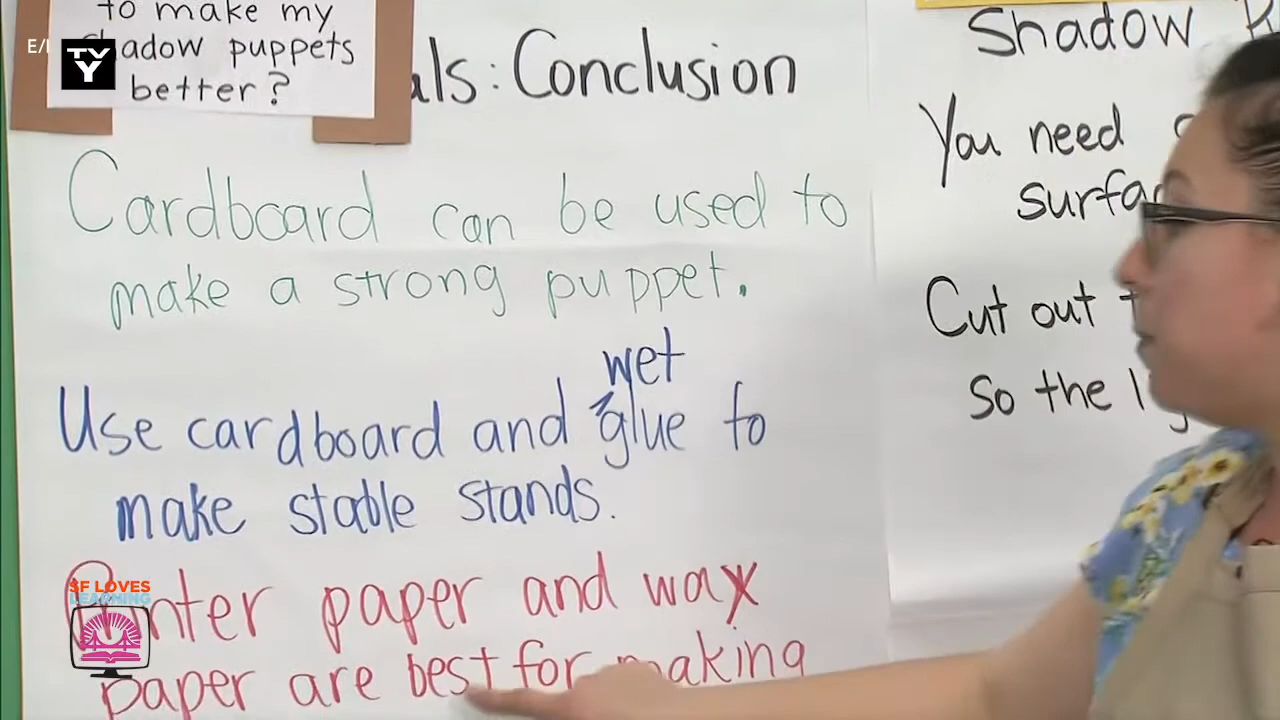 to make my
shadow puppets
better?
E/I
TV
Y
als: Conclusion
Cardboard can be used to
make a strong puppet.
wet
Use cardboard and glue to
make stable stands.
paper and wax
paper are best for making
SF LOVES
LEARNING
Shadow
You need
Cut out
so the